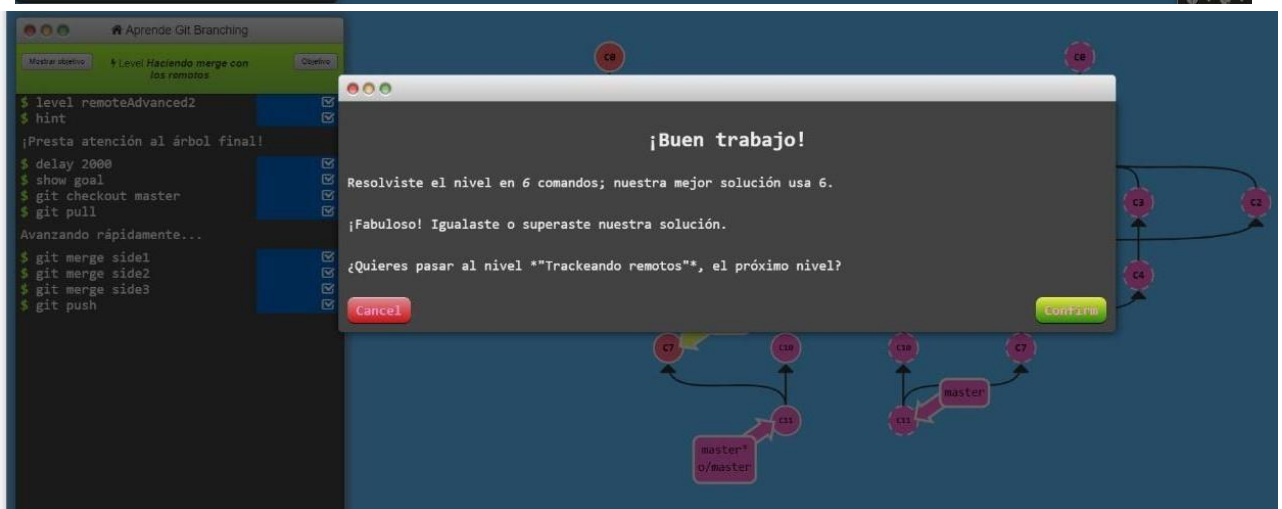 Aprende Git Branching
Mostrar objetivo
Level Haciendo merge con
los remotos
Objetivo
$ level remoteAdvanced2
$ hint
¡Presta atención al árbol final!
$ delay 2000
$ show goal
$ git checkout master
$ git pull
Avanzando rápidamente...
$ git merge side1
$ git merge side2
$ git merge side3
$ git push
¡Buen trabajo!
Resolviste el nivel en 6 comandos; nuestra mejor solución usa 6.
¡Fabuloso! Igualaste o superaste nuestra solución.
¿Quieres pasar al nivel *"Trackeando remotos"*, el próximo nivel?
Cancel
Confirm
C0
C0
C3
C2
C4
C7
C10
C10
C7
master
C11
C11
master*
o/master